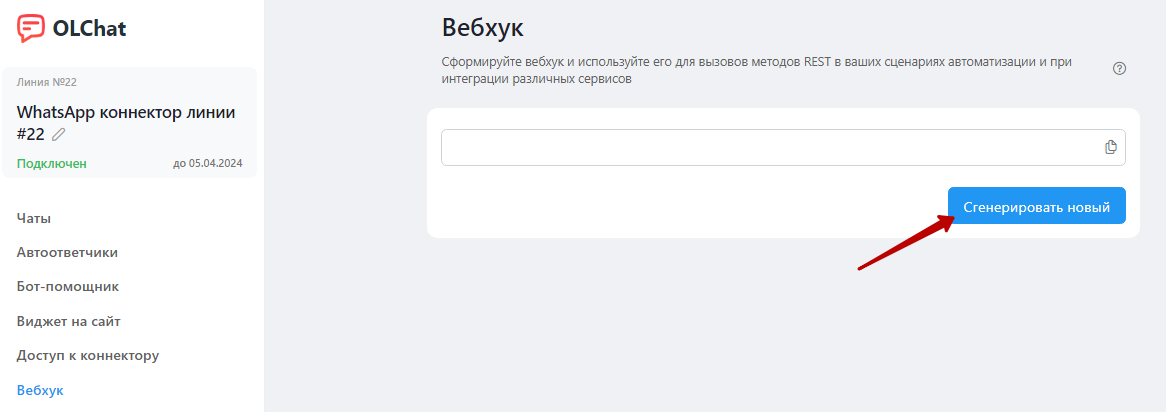 OLChat
Линия №22
WhatsApp коннектор линии
#22
Подключен
до 05.04.2024
Чаты
Автоответчики
Бот-помощник
Виджет на сайт
Доступ к коннектору
Вебхук
Вебхук
Сформируйте вебхук и используйте его для вызовов методов REST в ваших сценариях автоматизации и при
интеграции различных сервисов
Сгенерировать новый